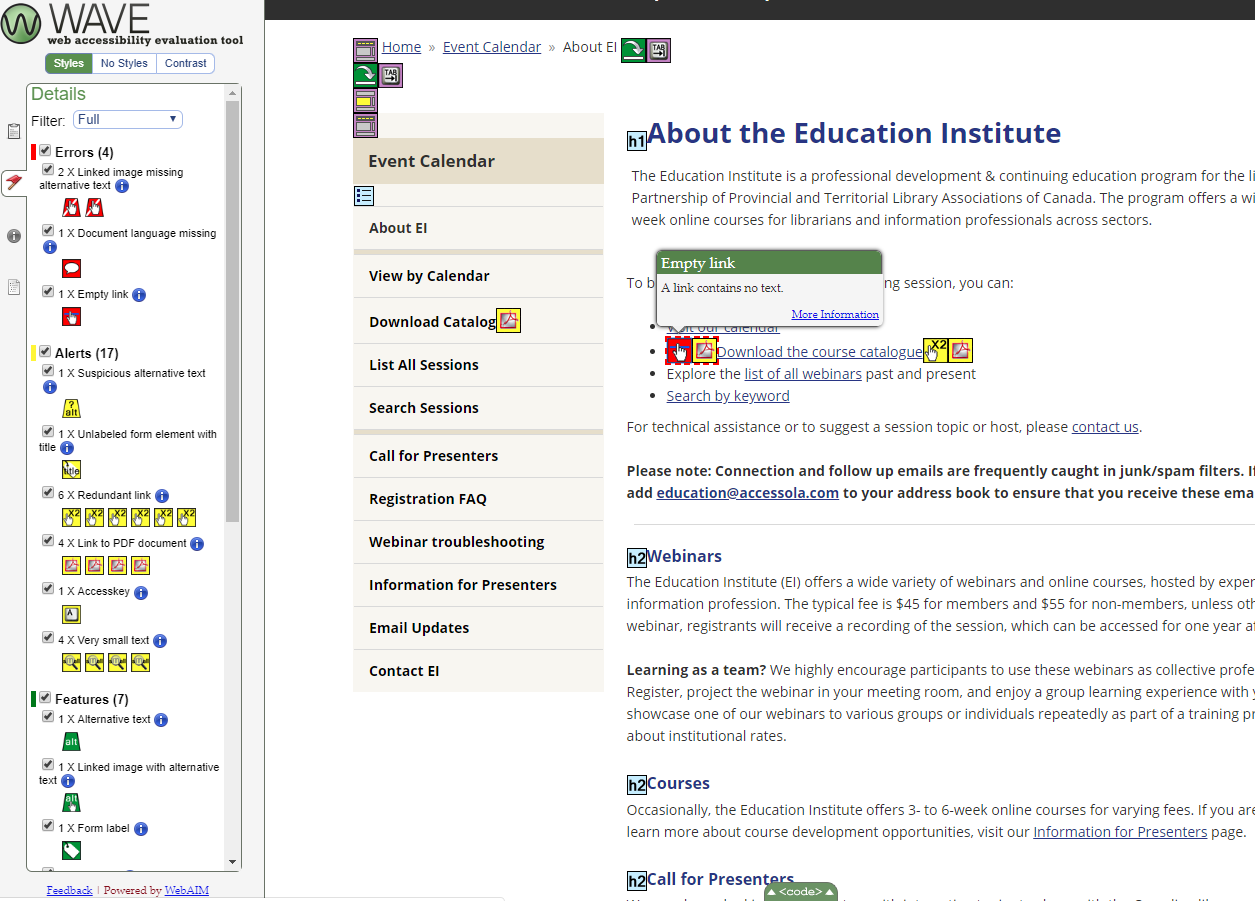 WAVE
web accessibility evaluation tool
Styles
No Styles
Contrast
Details
Filter: Full
Errors (4)
2 X Linked image missing
alternative text
1 X Document language missing
1 X Empty link
Alerts (17)
1 X Suspicious alternative text
?
alt
1 X Unlabeled form element with
title
title
6 X Redundant link
X2 X2 X2 X2 X2 X2
4 X Link to PDF document
1 X Accesskey
A
4 X Very small text
Features (7)
1 X Alternative text
alt
1 X Linked image with alternative
text
alt
1 X Form label
Feedback | Powered by WebAIM
Home » Event Calendar » About EI TAB
TAB
Event Calendar
About EI
View by Calendar
Download Catalog
List All Sessions
Search Sessions
Call for Presenters
Registration FAQ
Webinar troubleshooting
Information for Presenters
Email Updates
Contact EI
h1 About the Education Institute
The Education Institute is a professional development & continuing education program for the li
Partnership of Provincial and Territorial Library Associations of Canada. The program offers a wi
week online courses for librarians and information professionals across sectors.
Empty link
A link contains no text.
More Information
To b
ng session, you can:
Visit our calendar
Download the course catalogue X2
Explore the list of all webinars past and present
Search by keyword
For technical assistance or to suggest a session topic or host, please contact us.
Please note: Connection and follow up emails are frequently caught in junk/spam filters. If
add education@accessola.com to your address book to ensure that you receive these ema
h2 Webinars
The Education Institute (EI) offers a wide variety of webinars and online courses, hosted by exper
information profession. The typical fee is $45 for members and $55 for non-members, unless oth
webinar, registrants will receive a recording of the session, which can be accessed for one year af
Learning as a team? We highly encourage participants to use these webinars as collective profe
Register, project the webinar in your meeting room, and enjoy a group learning experience with y
showcase one of our webinars to various groups or individuals repeatedly as part of a training pr
about institutional rates.
h2 Courses
Occasionally, the Education Institute offers 3- to 6-week online courses for varying fees. If you are
learn more about course development opportunities, visit our Information for Presenters page.
h2 Call for Presenters
<code>